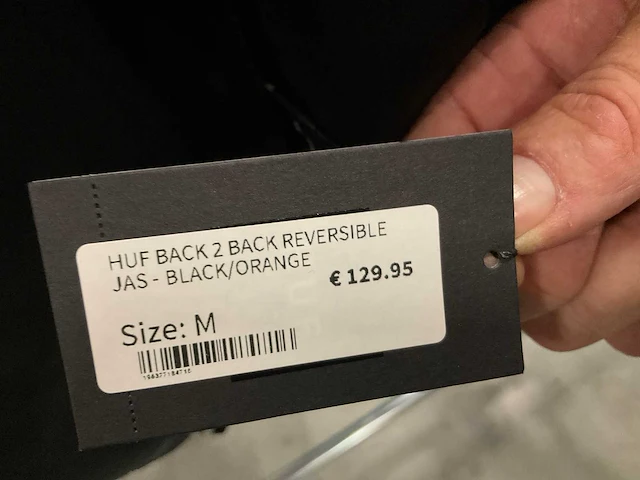 HUF BACK 2 BACK REVERSIBLE
JAS - BLACK/ORANGE
€ 129.95
Size: M